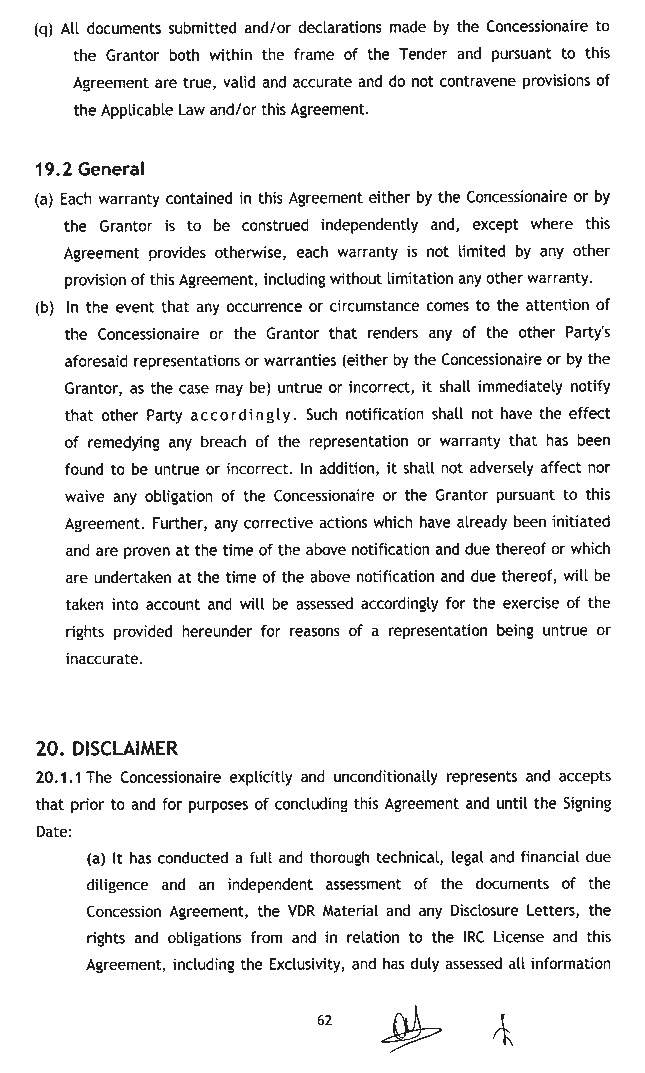 (q) All documents submitted and/or declarations made by the Concessionaire to
the Grantor both within the frame of the Tender and pursuant to this
Agreement are true, valid and accurate and do not contravene provisions of
the Applicable Law and/or this Agreement.
19.2 General
(a) Each warranty contained in this Agreement either by the Concessionaire or by
the Grantor is to be construed independently and, except where this
Agreement provides otherwise, each warranty is not limited by any other
provision of this Agreement, including without limitation any other warranty.
(b) In the event that any occurrence or circumstance comes to the attention of
the Concessionaire or the Grantor that renders any of the other Party's
aforesaid representations or warranties (either by the Concessionaire or by the
Grantor, as the case may be) untrue or incorrect, it shall immediately notify
that other Party accordingly. Such notification shall not have the effect
of remedying any breach of the representation or warranty that has been
found to be untrue or incorrect. In addition, it shall not adversely affect nor
waive any obligation of the Concessionaire or the Grantor pursuant to this
Agreement. Further, any corrective actions which have already been initiated
and are proven at the time of the above notification and due thereof or which
are undertaken at the time of the above notification and due thereof, will be
taken into account and will be assessed accordingly for the exercise of the
rights provided hereunder for reasons of a representation being untrue or
inaccurate.
20. DISCLAIMER
20.1.1 The Concessionaire explicitly and unconditionally represents and accepts
that prior to and for purposes of concluding this Agreement and until the Signing
Date:
(a) It has conducted a full and thorough technical, legal and financial due
diligence and an independent assessment of the documents of the
Concession Agreement, the VDR Material and any Disclosure Letters, the
rights and obligations from and in relation to the IRC License and this
Agreement, including the Exclusivity, and has duly assessed all information
62